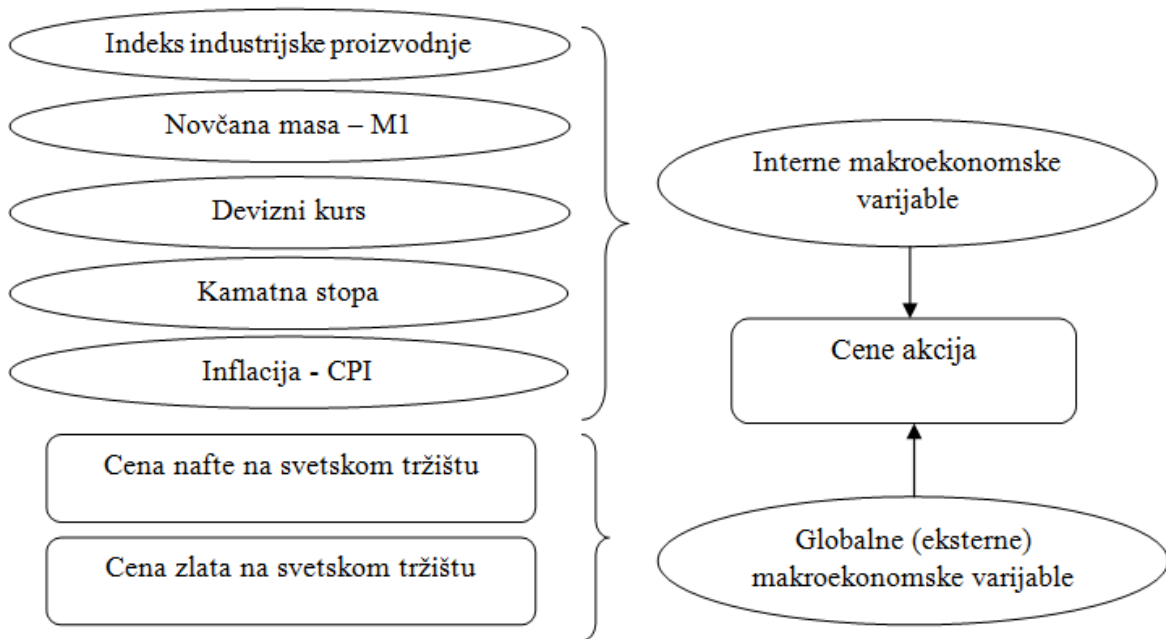 Indeks industrijske proizvodnje
Novčana masa – M1
Devizni kurs
Kamatna stopa
Inflacija - CPI
Cena nafte na svetskom tržištu
Cena zlata na svetskom tržištu
Interne makroekonomske
varijable
Cene akcija
Globalne (eksterne)
makroekonomske varijable